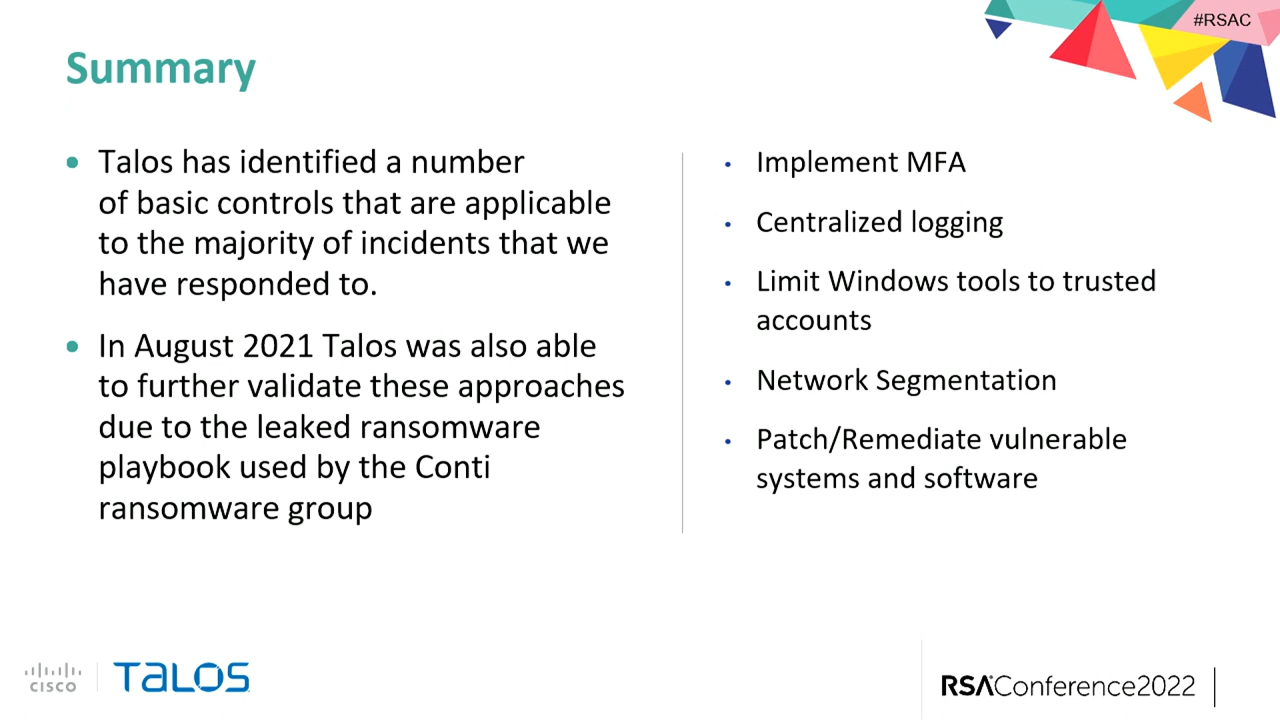 #RSAC
Summary
• Talos has identified a number
of basic controls that are applicable
to the majority of incidents that we
have responded to.
• In August 2021 Talos was also able
to further validate these approaches
due to the leaked ransomware
playbook used by the Conti
ransomware group
• Implement MFA
• Centralized logging
• Limit Windows tools to trusted
accounts
• Network Segmentation
• Patch/Remediate vulnerable
systems and software
CISCO
TALOS
RSAConference2022